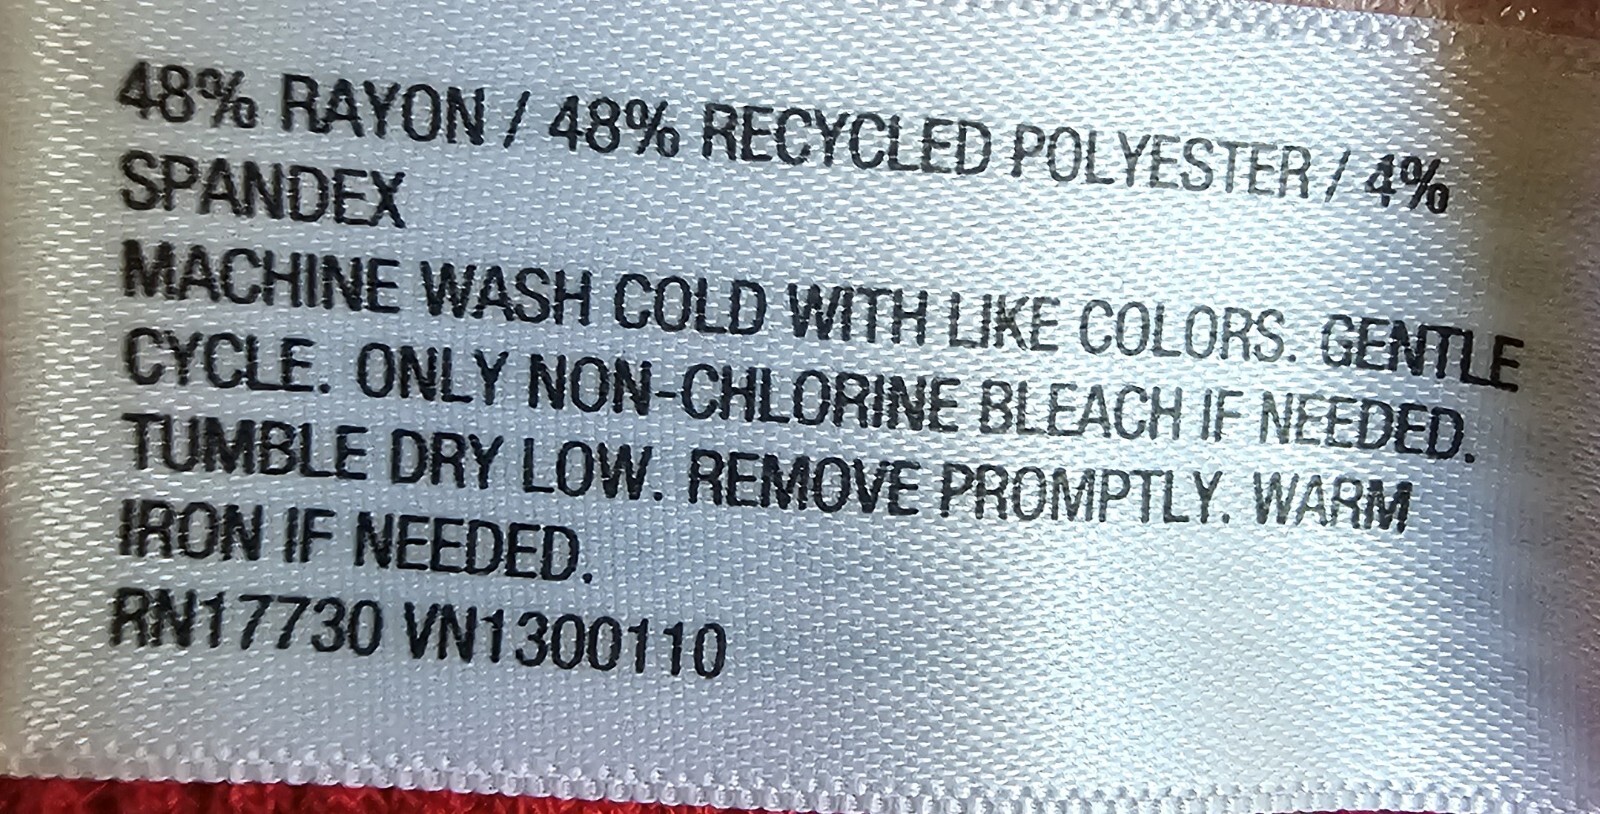 48% RAYON / 48% RECYCLED POLYESTER / 4%
SPANDEX
MACHINE WASH COLD WITH LIKE COLORS. GENTLE
CYCLE. ONLY NON-CHLORINE BLEACH IF NEEDED.
TUMBLE DRY LOW. REMOVE PROMPTLY. WARM
IRON IF NEEDED.
RN17730 VN1300110